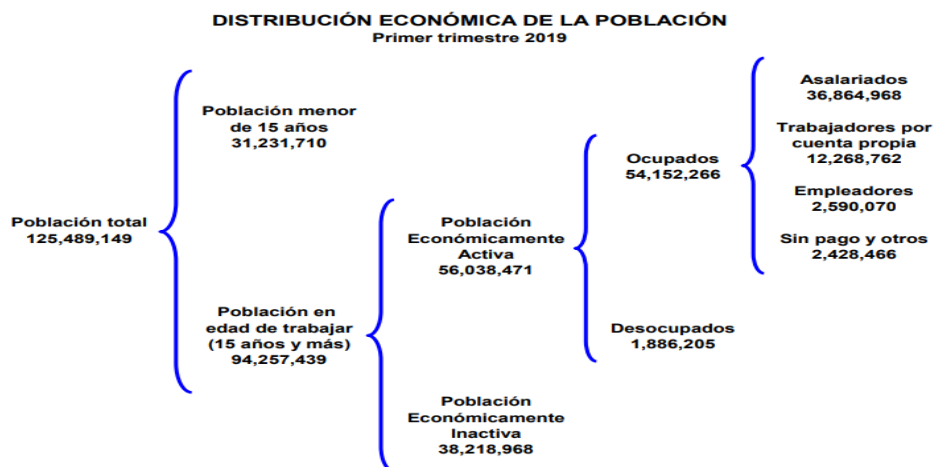 DISTRIBUCIÓN ECONÓMICA DE LA POBLACIÓN
Primer trimestre 2019
Población total
125,489,149
Población menor
de 15 años
31,231,710
Población en
edad de trabajar
(15 años y más)
94,257,439
Población
Económicamente
Activa
56,038,471
Población
Económicamente
Inactiva
38,218,968
Ocupados
54,152,266
Desocupados
1,886,205
Asalariados
36,864,968
Trabajadores por
cuenta propia
12,268,762
Empleadores
2,590,070
Sin pago y otros
2,428,466